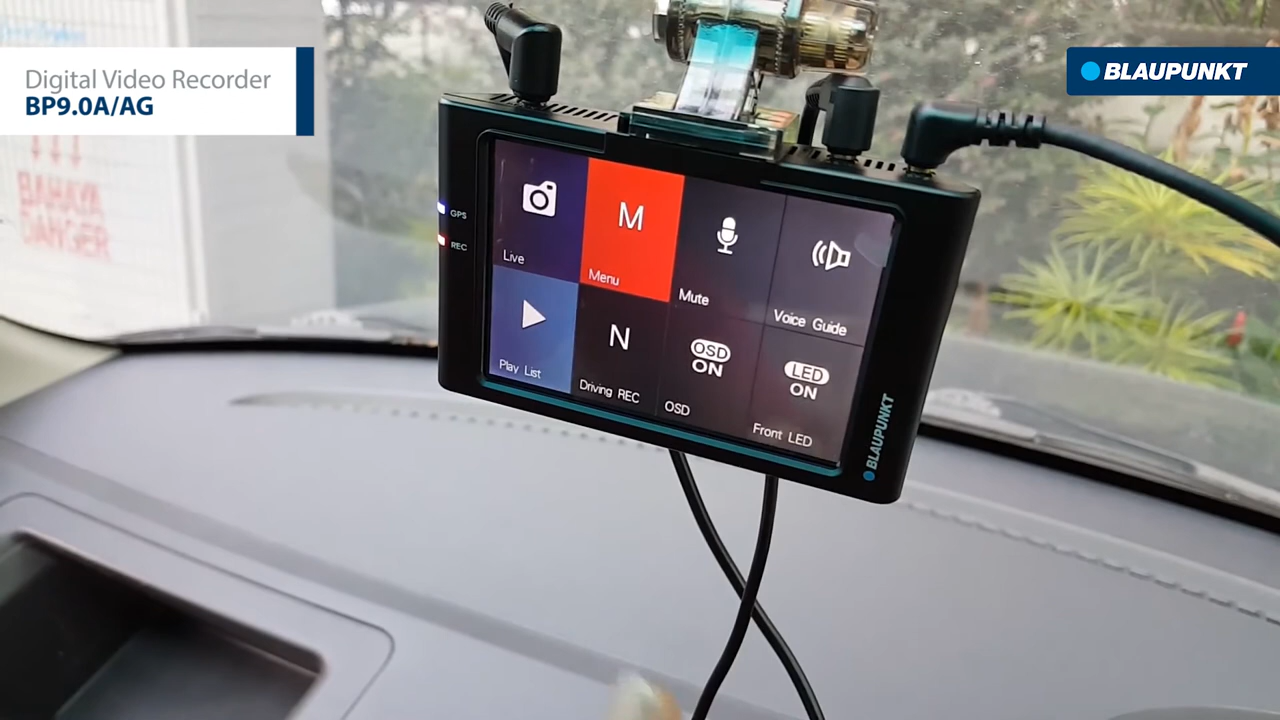 Digital Video Recorder
BP9.0A/AG
BLAUPUNKT
BAHAYA
DANGER
GPS
REC
Live
M
Menu
Mute
Voice Guide
Play List
N
Driving REC
OSD
ON
OSD
LED
ON
Front LED
BLAUPUNKT